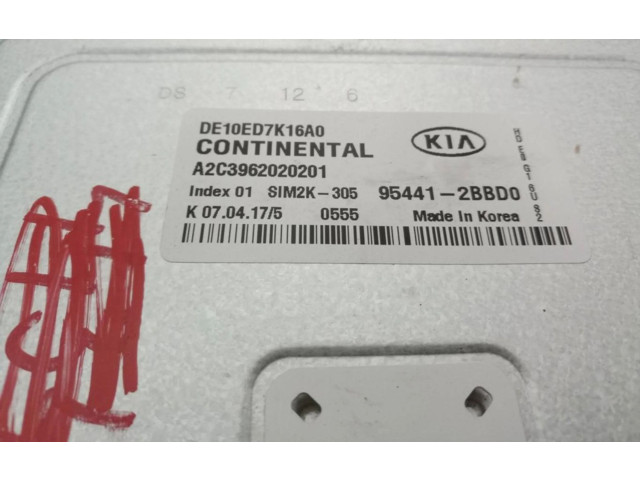 DS 7 12 6
DE10ED7K16A0
CONTINENTAL
KIA
A2C3962020201
Index 01 SIM2K-305 95441-2BBD0
K 07.04.17/5 0555 Made In Korea